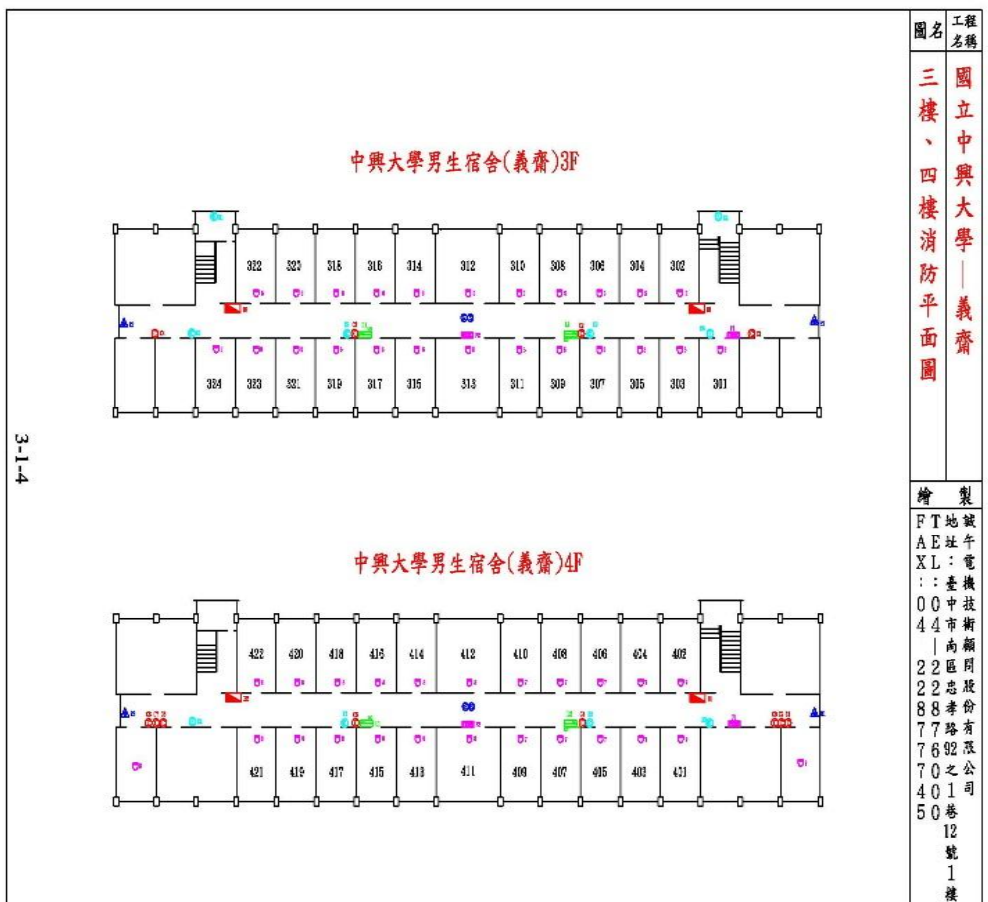 工程名稱
國立中興大學—義齋
圖名
三樓、四樓消防平面圖
中興大學男生宿舍(義齋)3F
322 320 318 316 314 312 310 308 306 304 302
324 323 321 319 317 315 313 311 309 307 305 303 301
3-1-4
中興大學男生宿舍(義齋)4F
422 420 418 416 414 412 410 408 406 404 402
421 419 417 415 413 411 409 407 405 403 401
繪製
誠午電機技術顧問股份有限公司
地址:臺中市南區忠孝路92之1巷12號1樓
TEL:04—22877600
FAX:04 22877745